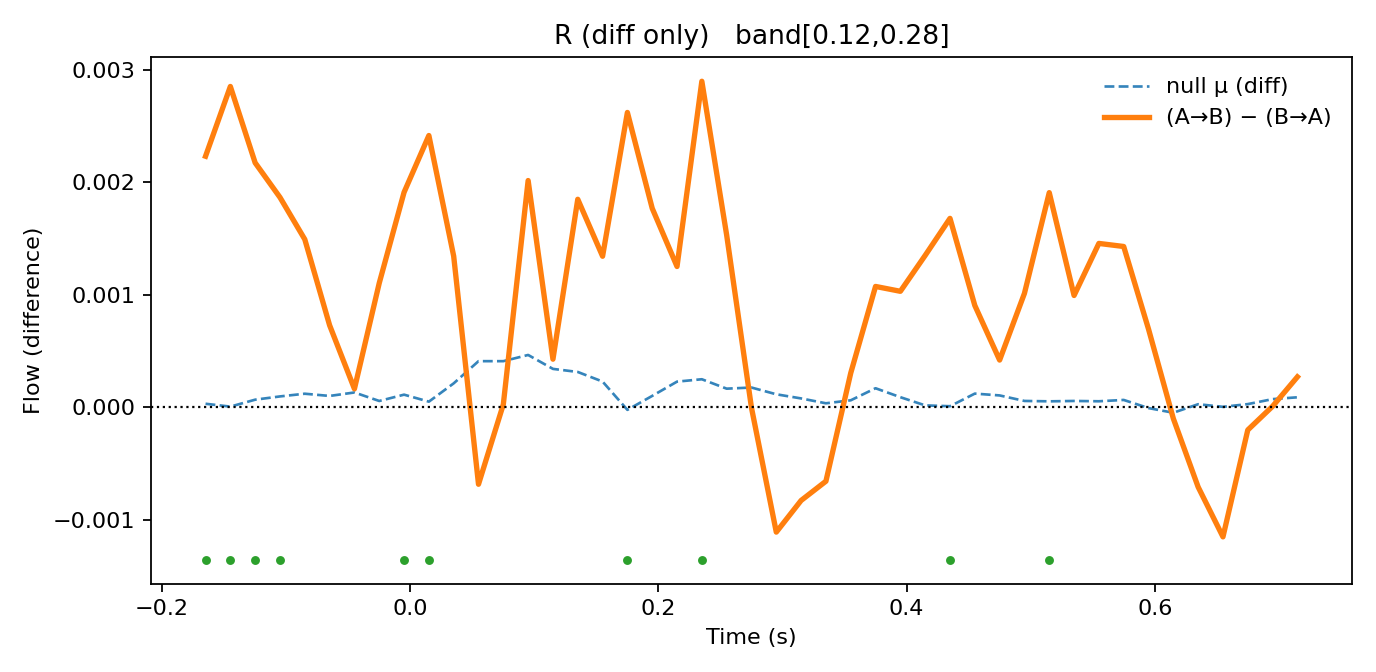 R (diff only)   band[0.12,0.28]
null µ (diff)
(A→B) − (B→A)
Flow (difference)
0.003
0.002
0.001
0.000
−0.001
−0.2
0.0
0.2
0.4
0.6
Time (s)